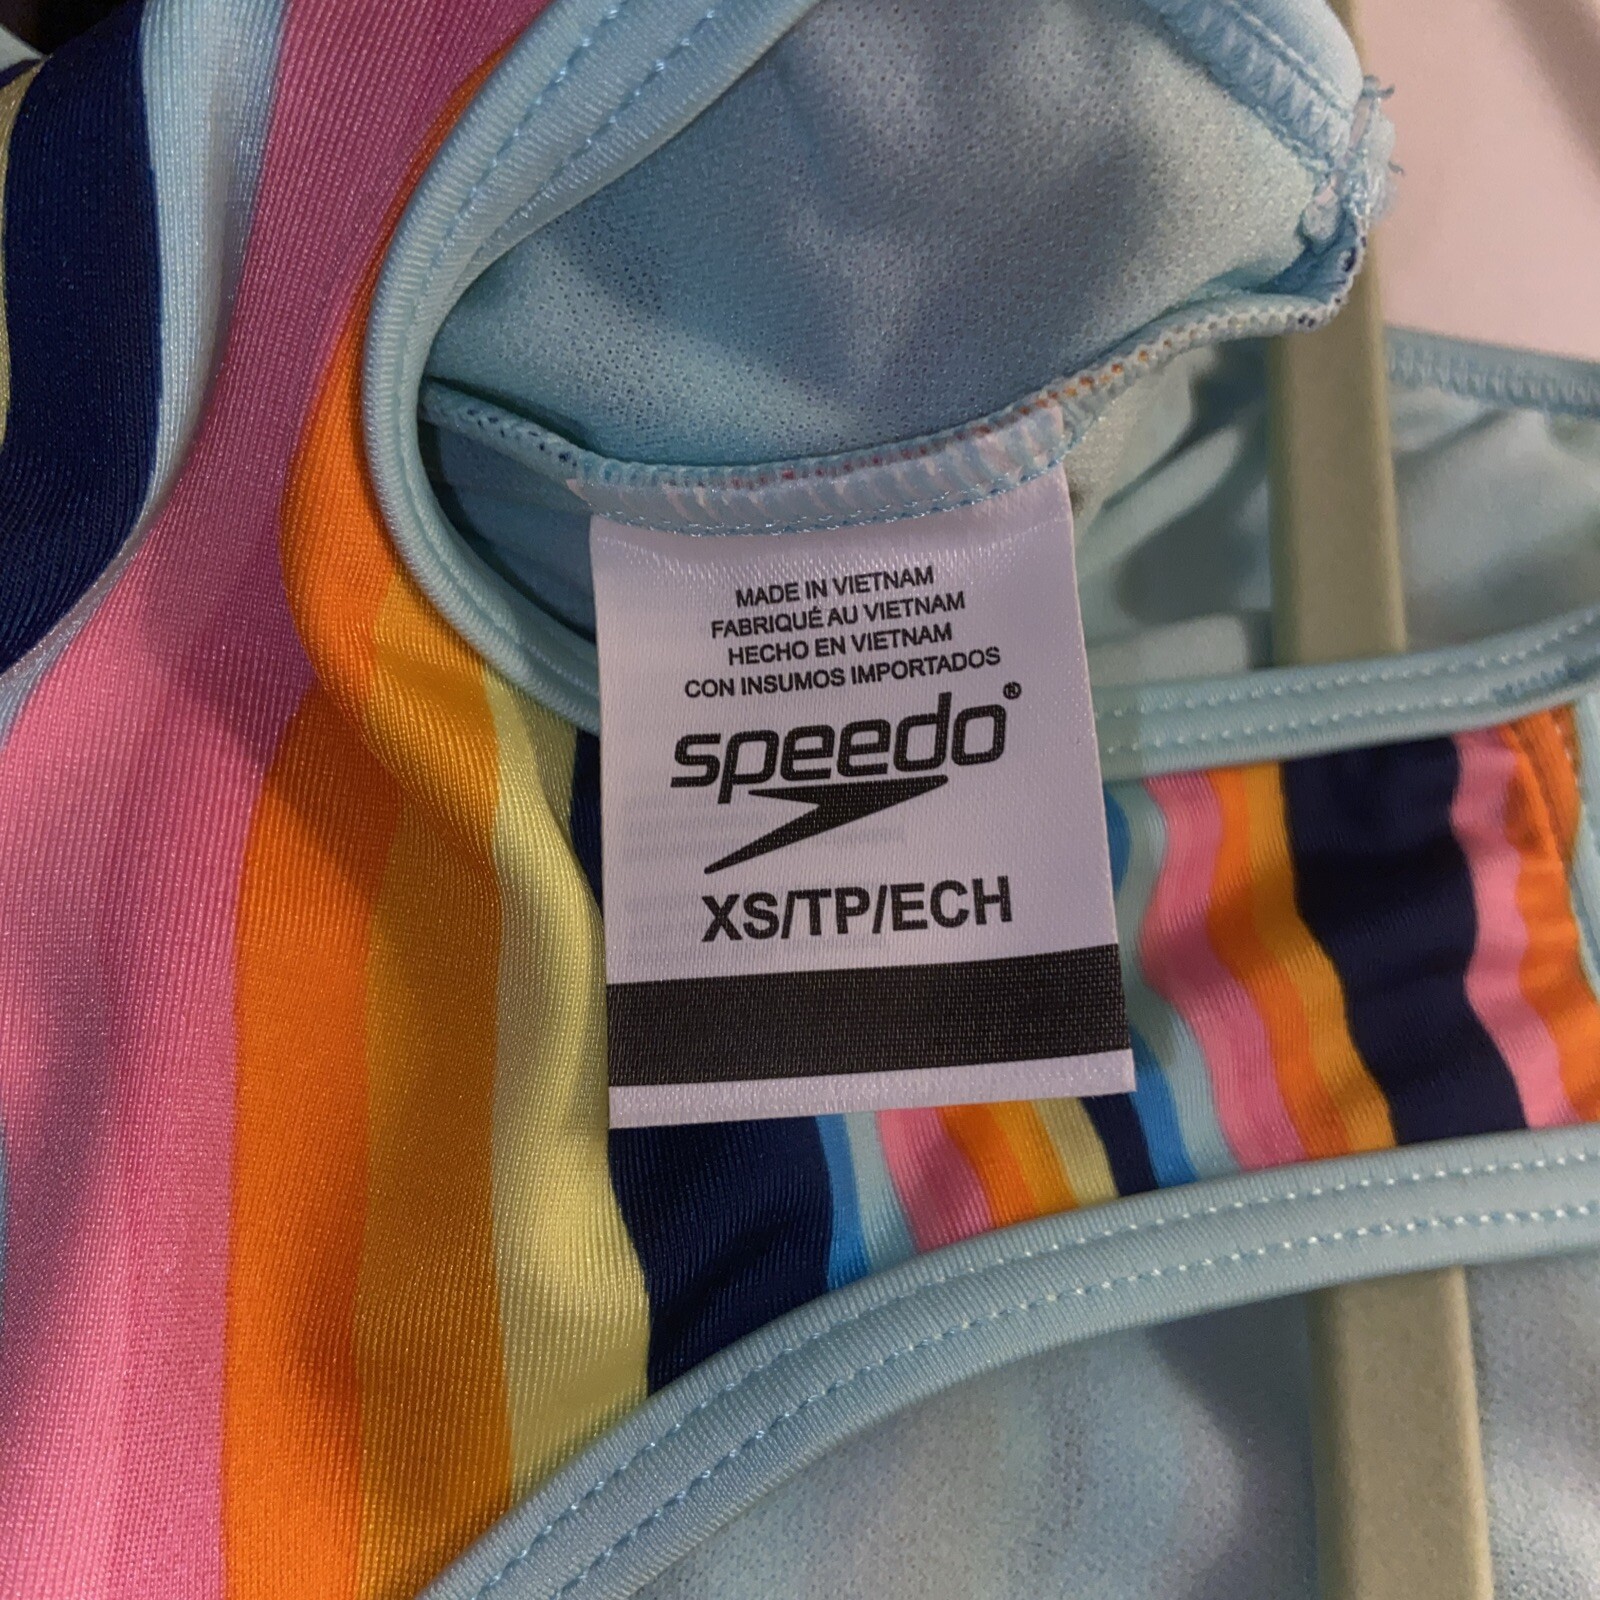 MADE IN VIETNAM
FABRIQUÉ AU VIETNAM
HECHO EN VIETNAM
CON INSUMOS IMPORTADOS
speedo®
XS/TP/ECH